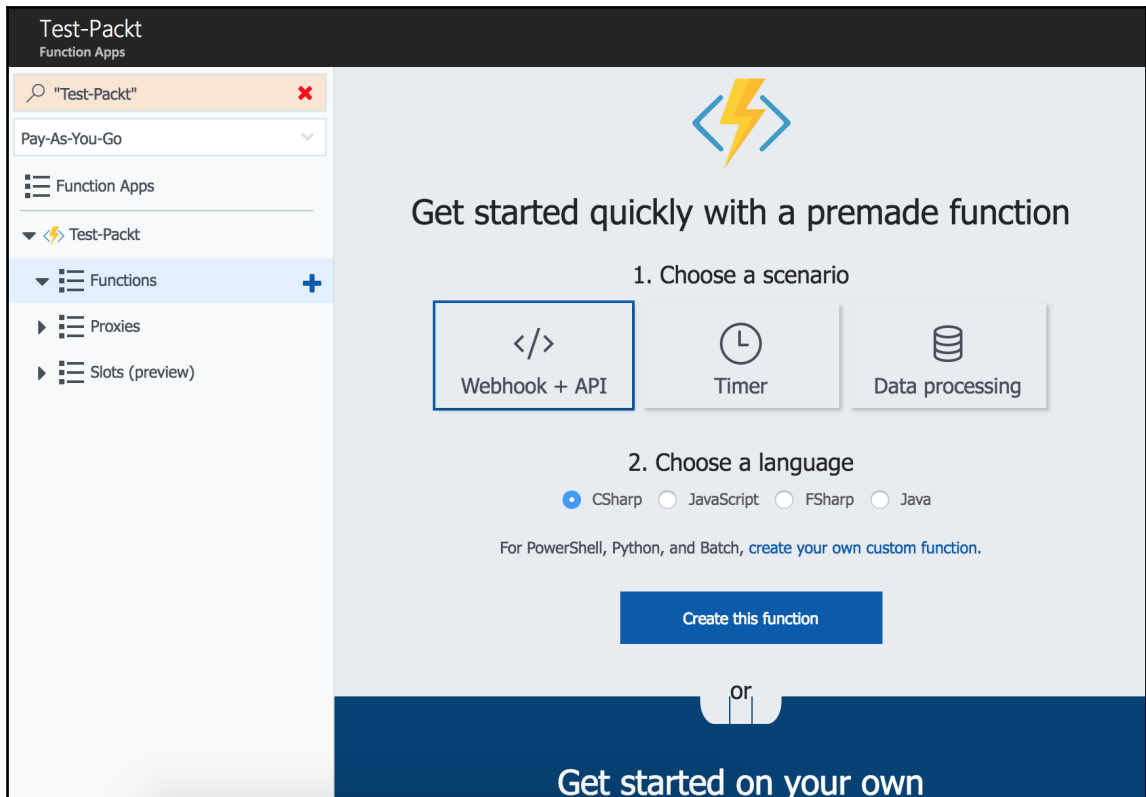 Test-Packt
Function Apps
"Test-Packt"
Pay-As-You-Go
Function Apps
Test-Packt
Functions
Proxies
Slots (preview)
Get started quickly with a premade function
1. Choose a scenario
Webhook + API
Timer
Data processing
2. Choose a language
CSharp JavaScript FSharp Java
For PowerShell, Python, and Batch, create your own custom function.
Create this function
or
Get started on your own